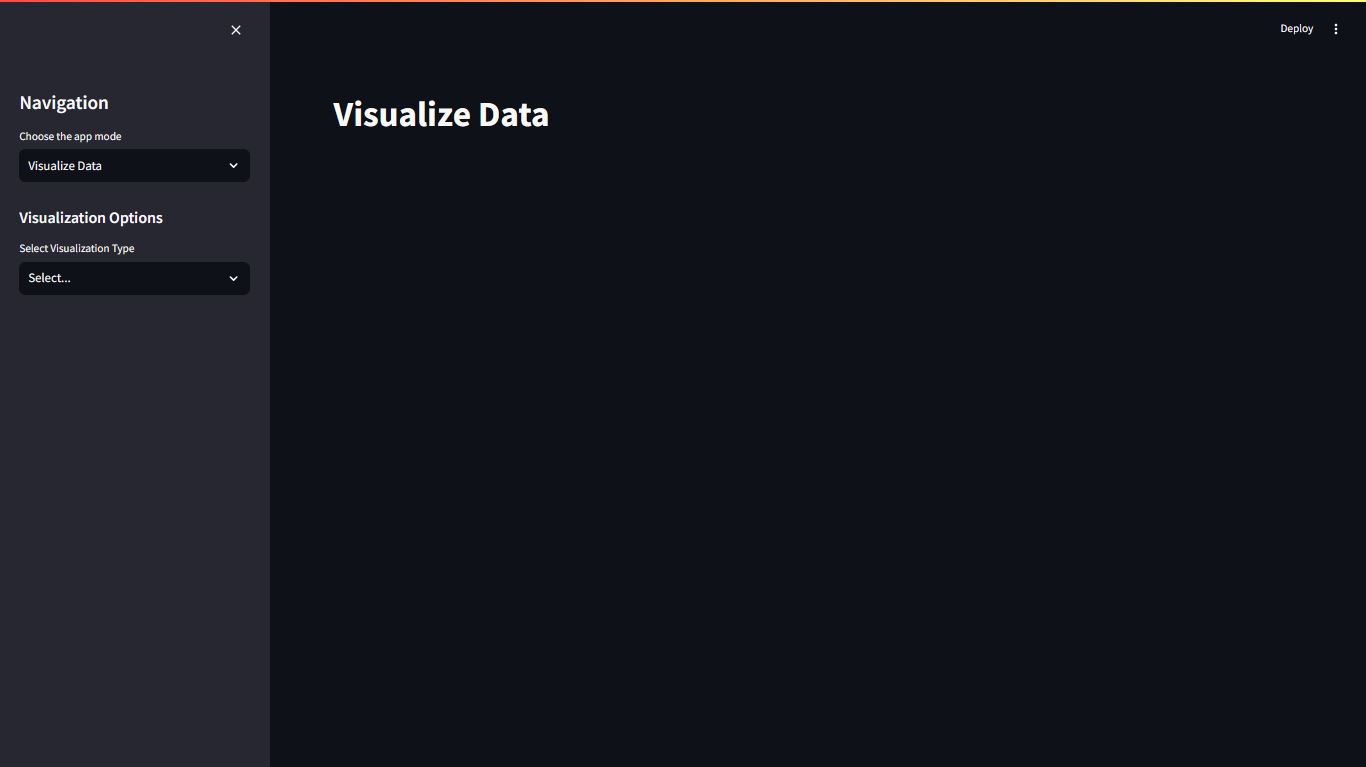 Deploy
Navigation
Choose the app mode
Visualize Data
Visualization Options
Select Visualization Type
Select...
Visualize Data